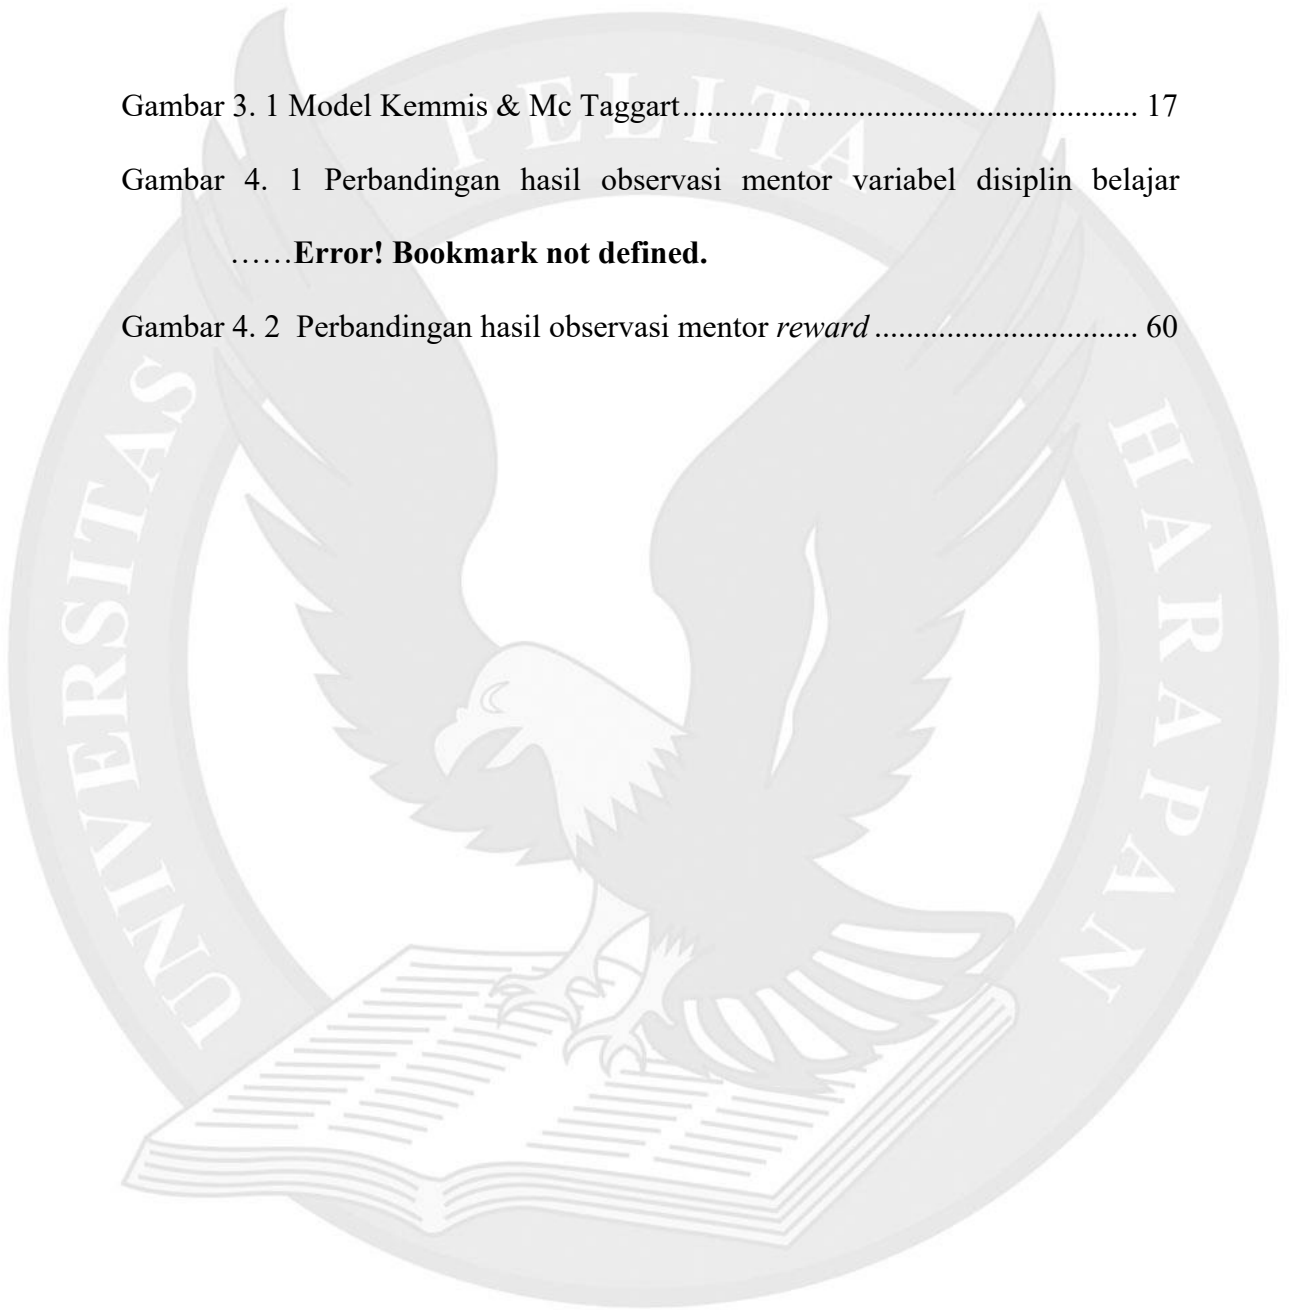 Gambar 3. 1 Model Kemmis & Mc Taggart......................................................... 17
Gambar 4. 1 Perbandingan hasil observasi mentor variabel disiplin belajar
……Error! Bookmark not defined.
Gambar 4. 2 Perbandingan hasil observasi mentor reward ................................. 60
UNIVERSITAS PELITA HARAPAN